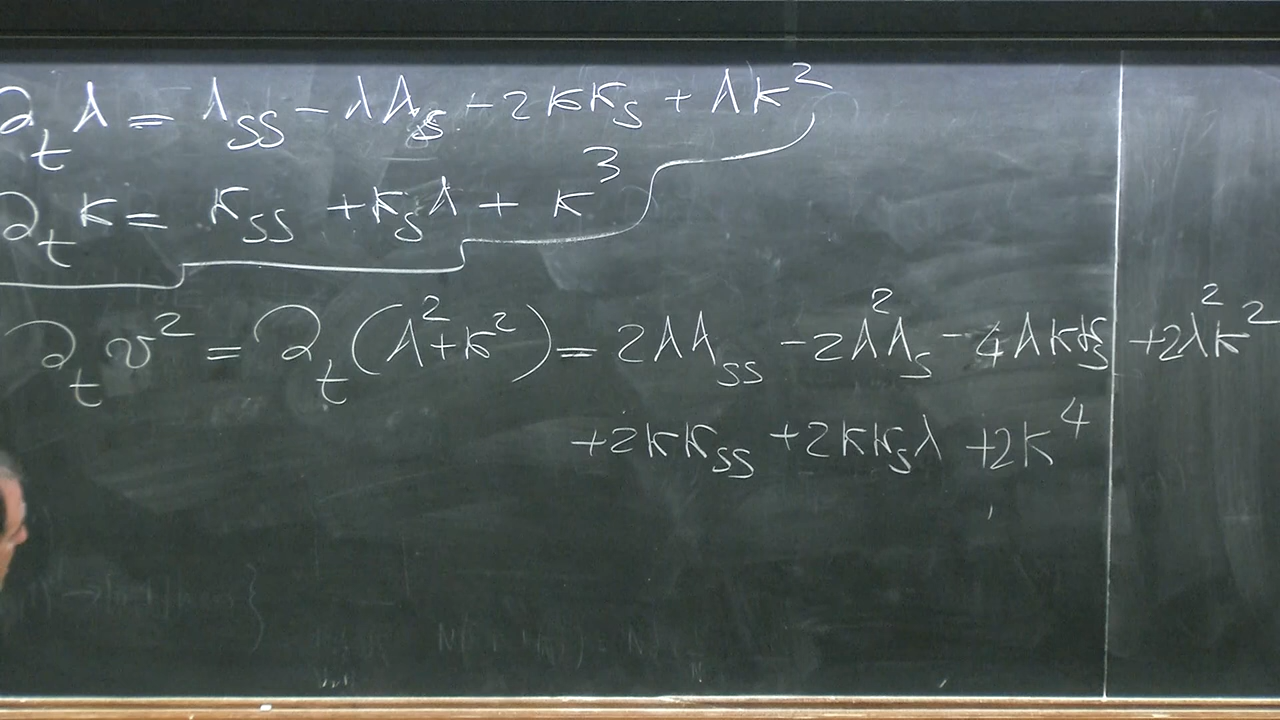 ∂_t λ = λ_ss − λλ_s − 2κκ_s + λκ²
∂_t κ = κ_ss + κ_s λ + κ³
∂_t v² = ∂_t (λ² + κ²) = 2λλ_ss − 2λ²λ_s − 4λκκ_s + 2λ²κ²
+2κκ_ss + 2κκ_s λ + 2κ⁴